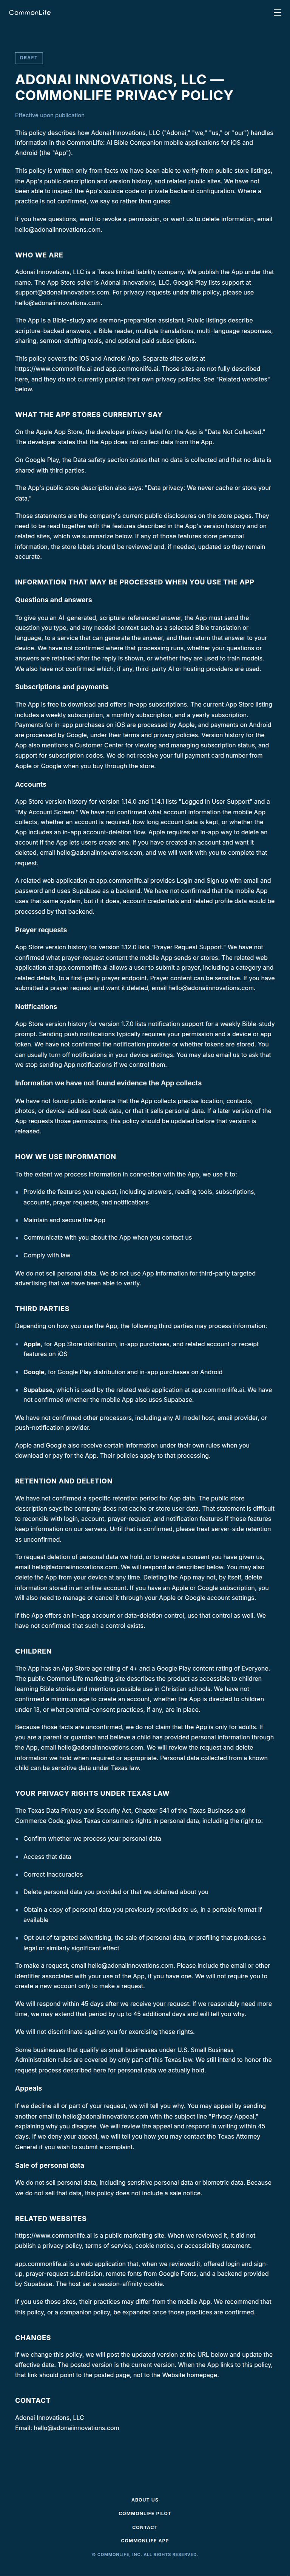 CommonLife
DRAFT
ADONAI INNOVATIONS, LLC —
COMMONLIFE PRIVACY POLICY
Effective upon publication
This policy describes how Adonai Innovations, LLC ("Adonai," "we," "us," or "our") handles
information in the CommonLife: AI Bible Companion mobile applications for iOS and
Android (the "App").
This policy is written only from facts we have been able to verify from public store listings,
the App's public description and version history, and related public sites. We have not
been able to inspect the App's source code or private backend configuration. Where a
practice is not confirmed, we say so rather than guess.
If you have questions, want to revoke a permission, or want us to delete information, email
hello@adonaiinnovations.com.
WHO WE ARE
Adonai Innovations, LLC is a Texas limited liability company. We publish the App under that
name. The App Store seller is Adonai Innovations, LLC. Google Play lists support at
support@adonaiinnovations.com. For privacy requests under this policy, please use
hello@adonaiinnovations.com.
The App is a Bible-study and sermon-preparation assistant. Public listings describe
scripture-backed answers, a Bible reader, multiple translations, multi-language responses,
sharing, sermon-drafting tools, and optional paid subscriptions.
This policy covers the iOS and Android App. Separate sites exist at
https://www.commonlife.ai and app.commonlife.ai. Those sites are not fully described
here, and they do not currently publish their own privacy policies. See "Related websites"
below.
WHAT THE APP STORES CURRENTLY SAY
On the Apple App Store, the developer privacy label for the App is "Data Not Collected."
The developer states that the App does not collect data from the App.
On Google Play, the Data safety section states that no data is collected and that no data is
shared with third parties.
The App's public store description also says: "Data privacy: We never cache or store your
data."
Those statements are the company's current public disclosures on the store pages. They
need to be read together with the features described in the App's version history and on
related sites, which we summarize below. If any of those features store personal
information, the store labels should be reviewed and, if needed, updated so they remain
accurate.
INFORMATION THAT MAY BE PROCESSED WHEN YOU USE THE APP
Questions and answers
To give you an AI-generated, scripture-referenced answer, the App must send the
question you type, and any needed context such as a selected Bible translation or
language, to a service that can generate the answer, and then return that answer to your
device. We have not confirmed where that processing runs, whether your questions or
answers are retained after the reply is shown, or whether they are used to train models.
We also have not confirmed which, if any, third-party AI or hosting providers are used.
Subscriptions and payments
The App is free to download and offers in-app subscriptions. The current App Store listing
includes a weekly subscription, a monthly subscription, and a yearly subscription.
Payments for in-app purchases on iOS are processed by Apple, and payments on Android
are processed by Google, under their terms and privacy policies. Version history for the
App also mentions a Customer Center for viewing and managing subscription status, and
support for subscription codes. We do not receive your full payment card number from
Apple or Google when you buy through the store.
Accounts
App Store version history for version 1.14.0 and 1.14.1 lists "Logged in User Support" and a
"My Account Screen." We have not confirmed what account information the mobile App
collects, whether an account is required, how long account data is kept, or whether the
App includes an in-app account-deletion flow. Apple requires an in-app way to delete an
account if the App lets users create one. If you have created an account and want it
deleted, email hello@adonaiinnovations.com, and we will work with you to complete that
request.
A related web application at app.commonlife.ai provides Login and Sign up with email and
password and uses Supabase as a backend. We have not confirmed that the mobile App
uses that same system, but if it does, account credentials and related profile data would be
processed by that backend.
Prayer requests
App Store version history for version 1.12.0 lists "Prayer Request Support." We have not
confirmed what prayer-request content the mobile App sends or stores. The related web
application at app.commonlife.ai allows a user to submit a prayer, including a category and
related details, to a first-party prayer endpoint. Prayer content can be sensitive. If you have
submitted a prayer request and want it deleted, email hello@adonaiinnovations.com.
Notifications
App Store version history for version 1.7.0 lists notification support for a weekly Bible-study
prompt. Sending push notifications typically requires your permission and a device or app
token. We have not confirmed the notification provider or whether tokens are stored. You
can usually turn off notifications in your device settings. You may also email us to ask that
we stop sending App notifications if we control them.
Information we have not found evidence the App collects
We have not found public evidence that the App collects precise location, contacts,
photos, or device-address-book data, or that it sells personal data. If a later version of the
App requests those permissions, this policy should be updated before that version is
released.
HOW WE USE INFORMATION
To the extent we process information in connection with the App, we use it to:
Provide the features you request, including answers, reading tools, subscriptions,
accounts, prayer requests, and notifications
Maintain and secure the App
Communicate with you about the App when you contact us
Comply with law
We do not sell personal data. We do not use App information for third-party targeted
advertising that we have been able to verify.
THIRD PARTIES
Depending on how you use the App, the following third parties may process information:
Apple, for App Store distribution, in-app purchases, and related account or receipt
features on iOS
Google, for Google Play distribution and in-app purchases on Android
Supabase, which is used by the related web application at app.commonlife.ai. We have
not confirmed whether the mobile App also uses Supabase.
We have not confirmed other processors, including any AI model host, email provider, or
push-notification provider.
Apple and Google also receive certain information under their own rules when you
download or pay for the App. Their policies apply to that processing.
RETENTION AND DELETION
We have not confirmed a specific retention period for App data. The public store
description says the company does not cache or store user data. That statement is difficult
to reconcile with login, account, prayer-request, and notification features if those features
keep information on our servers. Until that is confirmed, please treat server-side retention
as unconfirmed.
To request deletion of personal data we hold, or to revoke a consent you have given us,
email hello@adonaiinnovations.com. We will respond as described below. You may also
delete the App from your device at any time. Deleting the App may not, by itself, delete
information stored in an online account. If you have an Apple or Google subscription, you
will also need to manage or cancel it through your Apple or Google account settings.
If the App offers an in-app account or data-deletion control, use that control as well. We
have not confirmed that such a control exists.
CHILDREN
The App has an App Store age rating of 4+ and a Google Play content rating of Everyone.
The public CommonLife marketing site describes the product as accessible to children
learning Bible stories and mentions possible use in Christian schools. We have not
confirmed a minimum age to create an account, whether the App is directed to children
under 13, or what parental-consent practices, if any, are in place.
Because those facts are unconfirmed, we do not claim that the App is only for adults. If
you are a parent or guardian and believe a child has provided personal information through
the App, email hello@adonaiinnovations.com. We will review the request and delete
information we hold when required or appropriate. Personal data collected from a known
child can be sensitive data under Texas law.
YOUR PRIVACY RIGHTS UNDER TEXAS LAW
The Texas Data Privacy and Security Act, Chapter 541 of the Texas Business and
Commerce Code, gives Texas consumers rights in personal data, including the right to:
Confirm whether we process your personal data
Access that data
Correct inaccuracies
Delete personal data you provided or that we obtained about you
Obtain a copy of personal data you previously provided to us, in a portable format if
available
Opt out of targeted advertising, the sale of personal data, or profiling that produces a
legal or similarly significant effect
To make a request, email hello@adonaiinnovations.com. Please include the email or other
identifier associated with your use of the App, if you have one. We will not require you to
create a new account only to make a request.
We will respond within 45 days after we receive your request. If we reasonably need more
time, we may extend that period by up to 45 additional days and will tell you why.
We will not discriminate against you for exercising these rights.
Some businesses that qualify as small businesses under U.S. Small Business
Administration rules are covered by only part of this Texas law. We still intend to honor the
request process described here for personal data we actually hold.
Appeals
If we decline all or part of your request, we will tell you why. You may appeal by sending
another email to hello@adonaiinnovations.com with the subject line "Privacy Appeal,"
explaining why you disagree. We will review the appeal and respond in writing within 45
days. If we deny your appeal, we will tell you how you may contact the Texas Attorney
General if you wish to submit a complaint.
Sale of personal data
We do not sell personal data, including sensitive personal data or biometric data. Because
we do not sell that data, this policy does not include a sale notice.
RELATED WEBSITES
https://www.commonlife.ai is a public marketing site. When we reviewed it, it did not
publish a privacy policy, terms of service, cookie notice, or accessibility statement.
app.commonlife.ai is a web application that, when we reviewed it, offered login and sign-
up, prayer-request submission, remote fonts from Google Fonts, and a backend provided
by Supabase. The host set a session-affinity cookie.
If you use those sites, their practices may differ from the mobile App. We recommend that
this policy, or a companion policy, be expanded once those practices are confirmed.
CHANGES
If we change this policy, we will post the updated version at the URL below and update the
effective date. The posted version is the current version. When the App links to this policy,
that link should point to the posted page, not to the Website homepage.
CONTACT
Adonai Innovations, LLC
Email: hello@adonaiinnovations.com
ABOUT US
COMMONLIFE PILOT
CONTACT
COMMONLIFE APP
© COMMONLIFE, INC. ALL RIGHTS RESERVED.